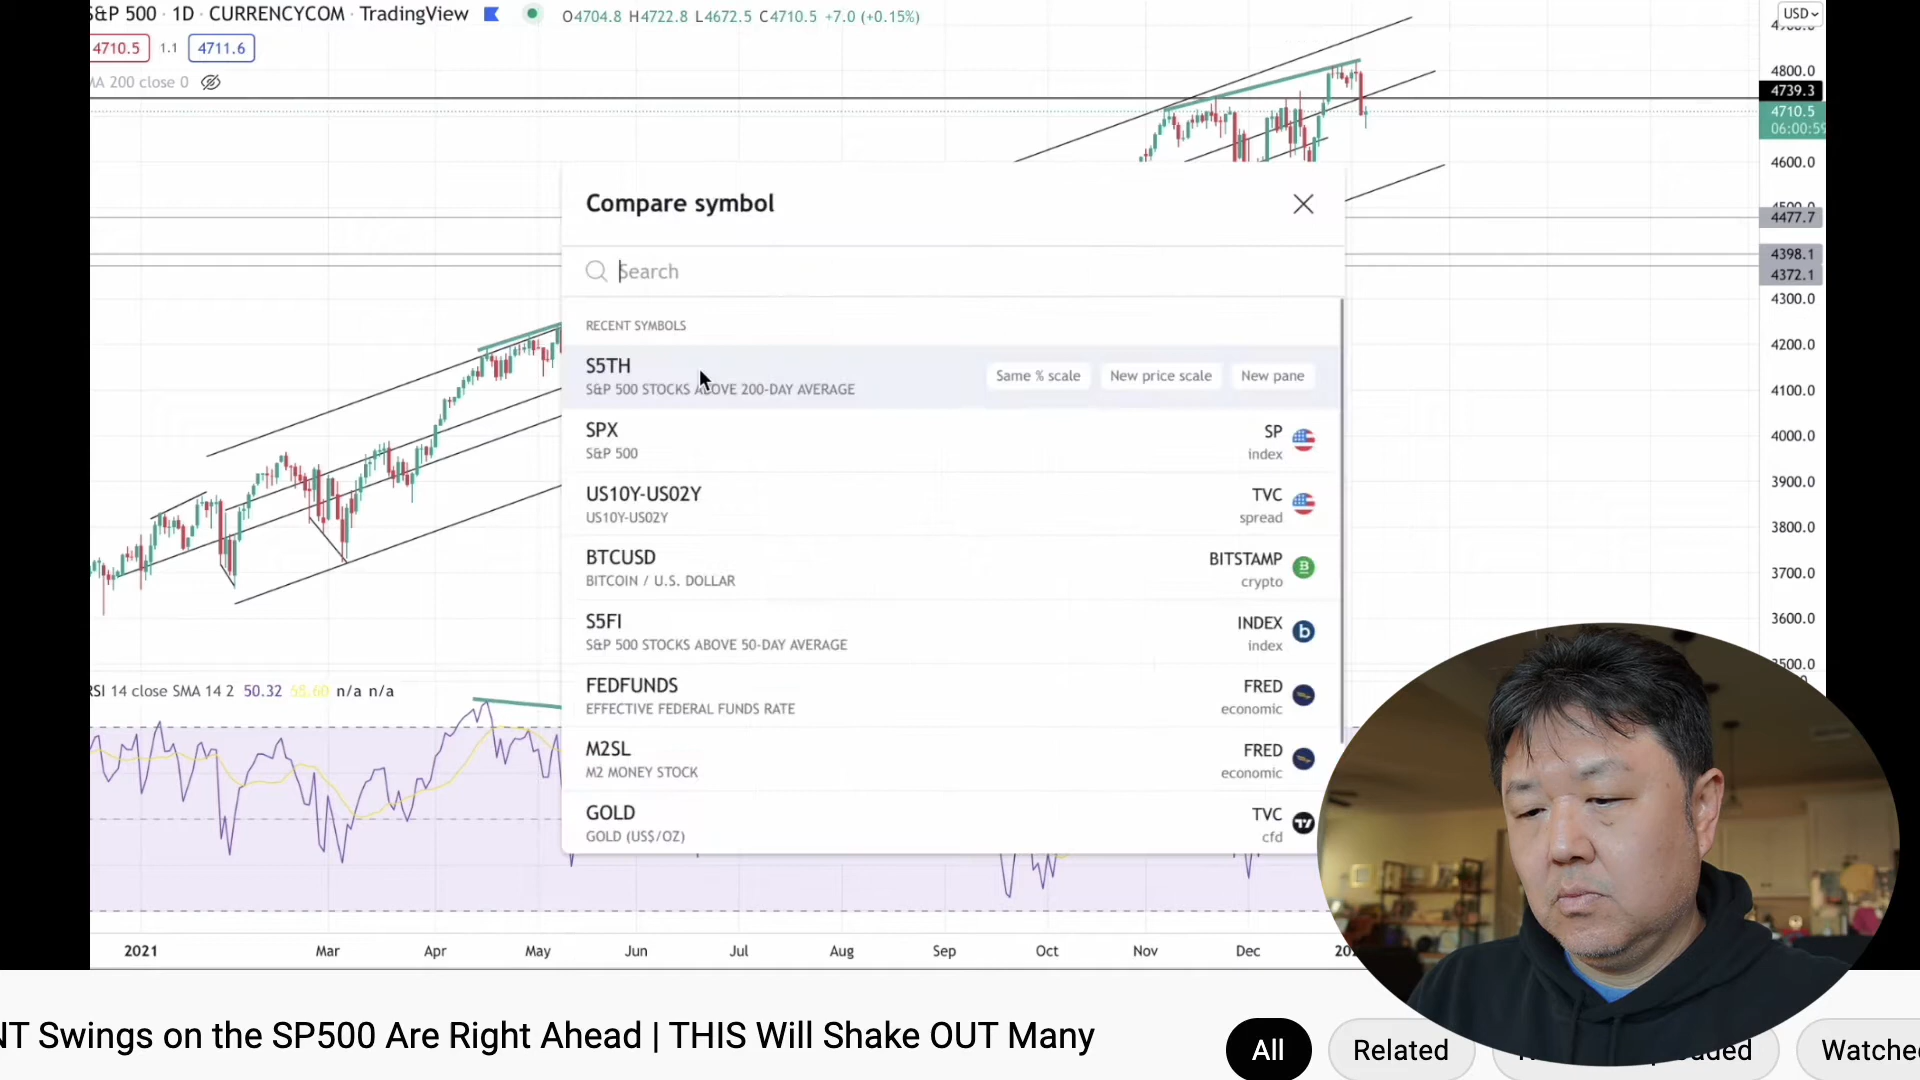 S&P 500 · 1D · CURRENCYCOM · TradingView O4704.8 H4722.8 L4672.5 C4710.5 +7.0 (+0.15%)
USD
4710.5 1.1 4711.6
MA 200 close 0
4800.0
4739.3
4710.5
06:00:59
4600.0
4477.7
4398.1
4372.1
4300.0
4200.0
4100.0
4000.0
3900.0
3800.0
3700.0
3600.0
3500.0
Compare symbol
Search
RECENT SYMBOLS
S5TH
S&P 500 STOCKS ABOVE 200-DAY AVERAGE
Same % scale New price scale New pane
SPX SP
S&P 500 index
US10Y-US02Y TVC
US10Y-US02Y spread
BTCUSD BITSTAMP
BITCOIN / U.S. DOLLAR crypto
S5FI INDEX
S&P 500 STOCKS ABOVE 50-DAY AVERAGE index
FEDFUNDS FRED
EFFECTIVE FEDERAL FUNDS RATE economic
M2SL FRED
M2 MONEY STOCK economic
GOLD TVC
GOLD (US$/OZ) cfd
RSI 14 close SMA 14 2 50.32 n/a n/a
2021 Mar Apr May Jun Jul Aug Sep Oct Nov Dec
NT Swings on the SP500 Are Right Ahead | THIS Will Shake OUT Many
All Related Watched